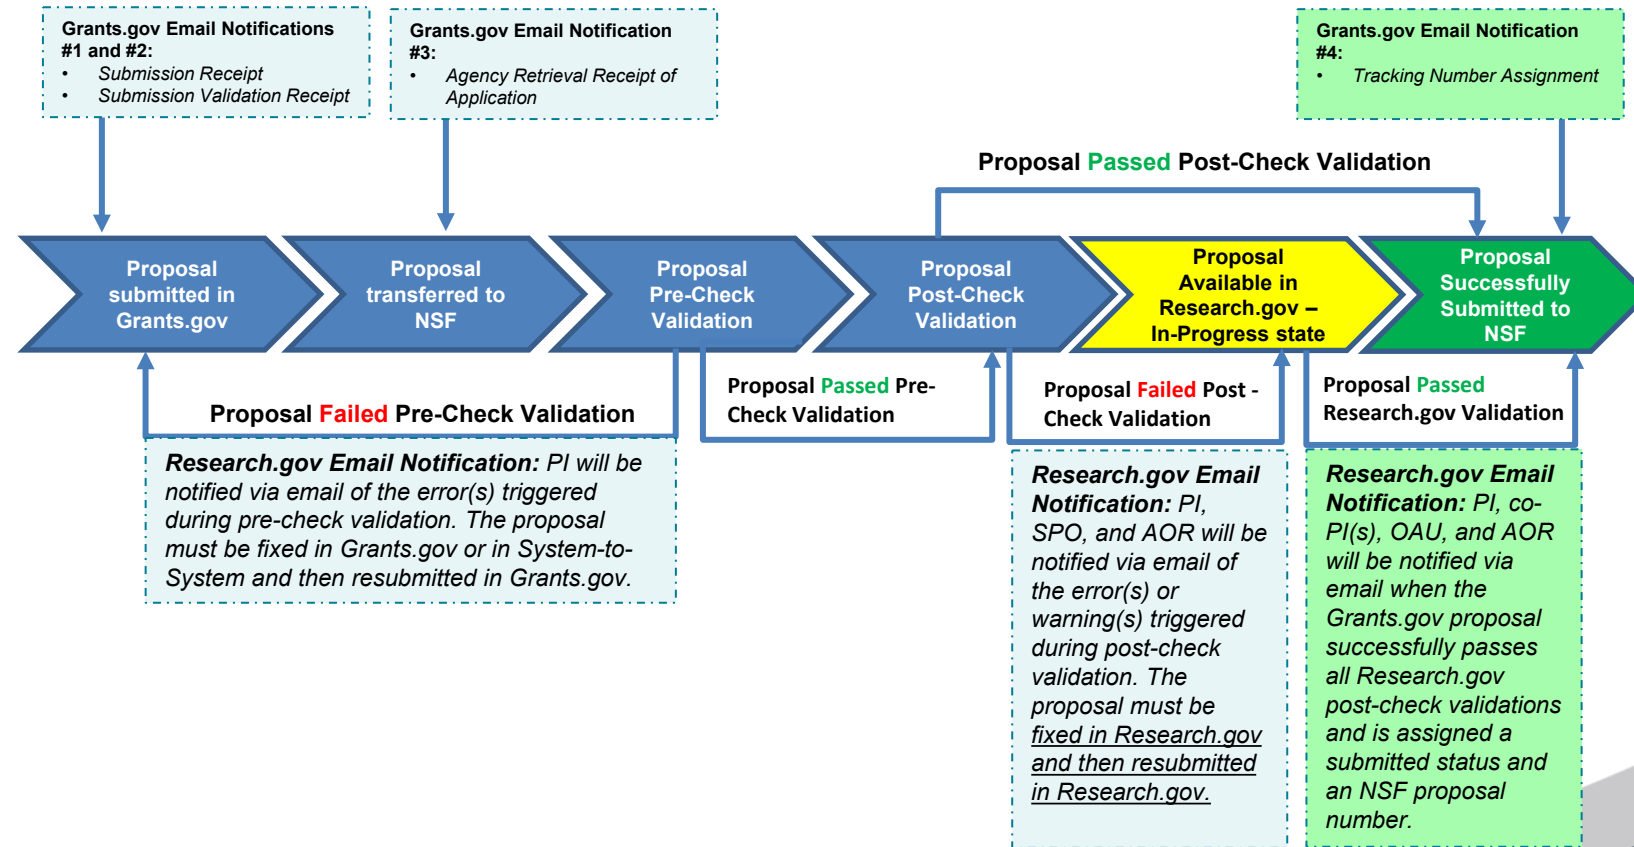 Grants.gov Email Notifications
#1 and #2:
• Submission Receipt
• Submission Validation Receipt
Grants.gov Email Notification
#3:
• Agency Retrieval Receipt of
Application
Grants.gov Email Notification
#4:
• Tracking Number Assignment
Proposal Passed Post-Check Validation
Proposal
submitted in
Grants.gov
Proposal
transferred to
NSF
Proposal
Pre-Check
Validation
Proposal
Post-Check
Validation
Proposal
Available in
Research.gov –
In-Progress state
Proposal
Successfully
Submitted to
NSF
Proposal Failed Pre-Check Validation
Proposal Passed Pre-
Check Validation
Proposal Failed Post -
Check Validation
Proposal Passed
Research.gov Validation
Research.gov Email Notification: PI will be
notified via email of the error(s) triggered
during pre-check validation. The proposal
must be fixed in Grants.gov or in System-to-
System and then resubmitted in Grants.gov.
Research.gov Email
Notification: PI,
SPO, and AOR will be
notified via email of
the error(s) or
warning(s) triggered
during post-check
validation. The
proposal must be
fixed in Research.gov
and then resubmitted
in Research.gov.
Research.gov Email
Notification: PI, co-
PI(s), OAU, and AOR
will be notified via
email when the
Grants.gov proposal
successfully passes
all Research.gov
post-check validations
and is assigned a
submitted status and
an NSF proposal
number.